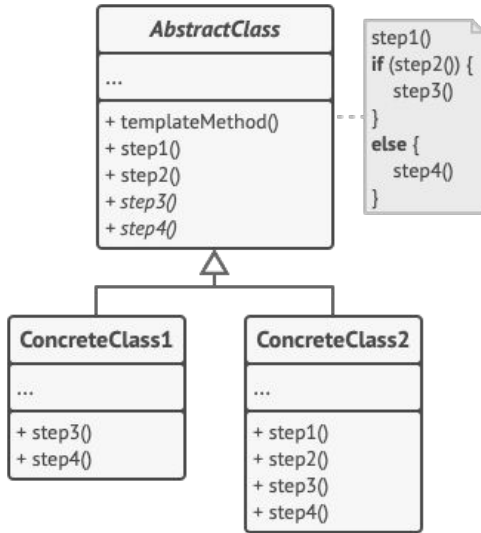 AbstractClass
...
+ templateMethod()
+ step1()
+ step2()
+ step3()
+ step4()
step1()
if (step2()) {
step3()
}
else {
step4()
}
ConcreteClass1
...
+ step3()
+ step4()
ConcreteClass2
...
+ step1()
+ step2()
+ step3()
+ step4()